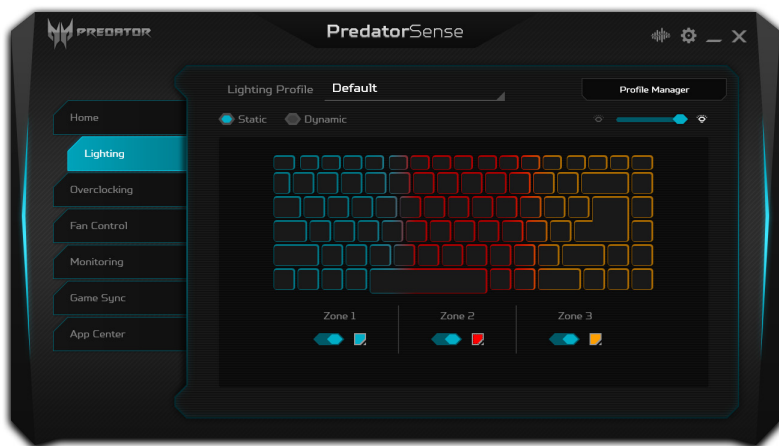 PREDATOR
PredatorSense
Lighting Profile Default
Profile Manager
Static Dynamic
Home
Lighting
Overclocking
Fan Control
Monitoring
Game Sync
App Center
Zone 1 Zone 2 Zone 3